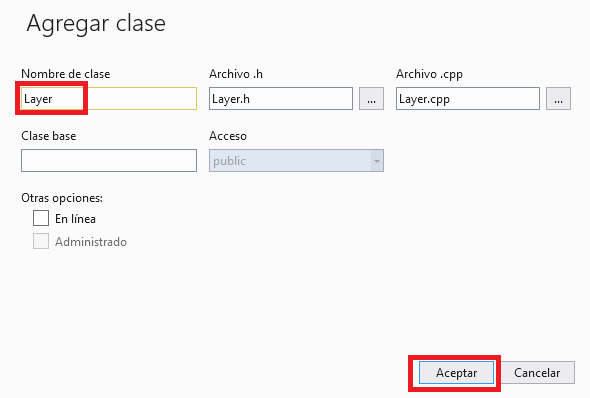 Agregar clase
Nombre de clase Archivo .h Archivo .cpp
Layer Layer.h ... Layer.cpp ...
Clase base Acceso
public
Otras opciones:
En línea
Administrado
Aceptar Cancelar